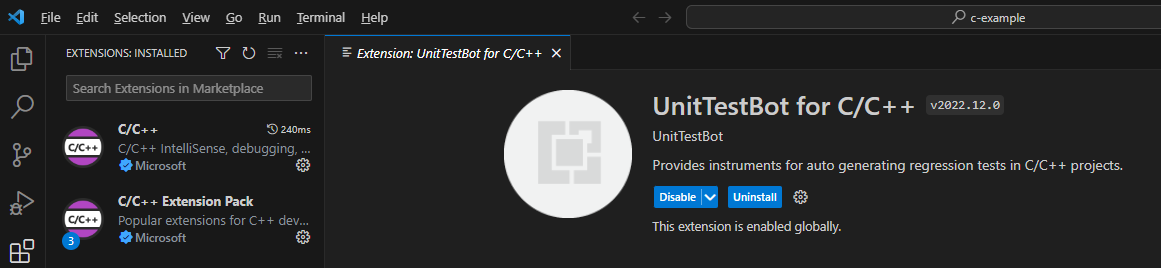 File Edit Selection View Go Run Terminal Help
c-example
EXTENSIONS: INSTALLED
Search Extensions in Marketplace
C/C++
C/C++ 240ms
C/C++ IntelliSense, debugging, ...
Microsoft
C/C++
3
C/C++ Extension Pack
Popular extensions for C++ dev...
Microsoft
Extension: UnitTestBot for C/C++
UnitTestBot for C/C++ v2022.12.0
UnitTestBot
Provides instruments for auto generating regression tests in C/C++ projects.
Disable Uninstall
This extension is enabled globally.